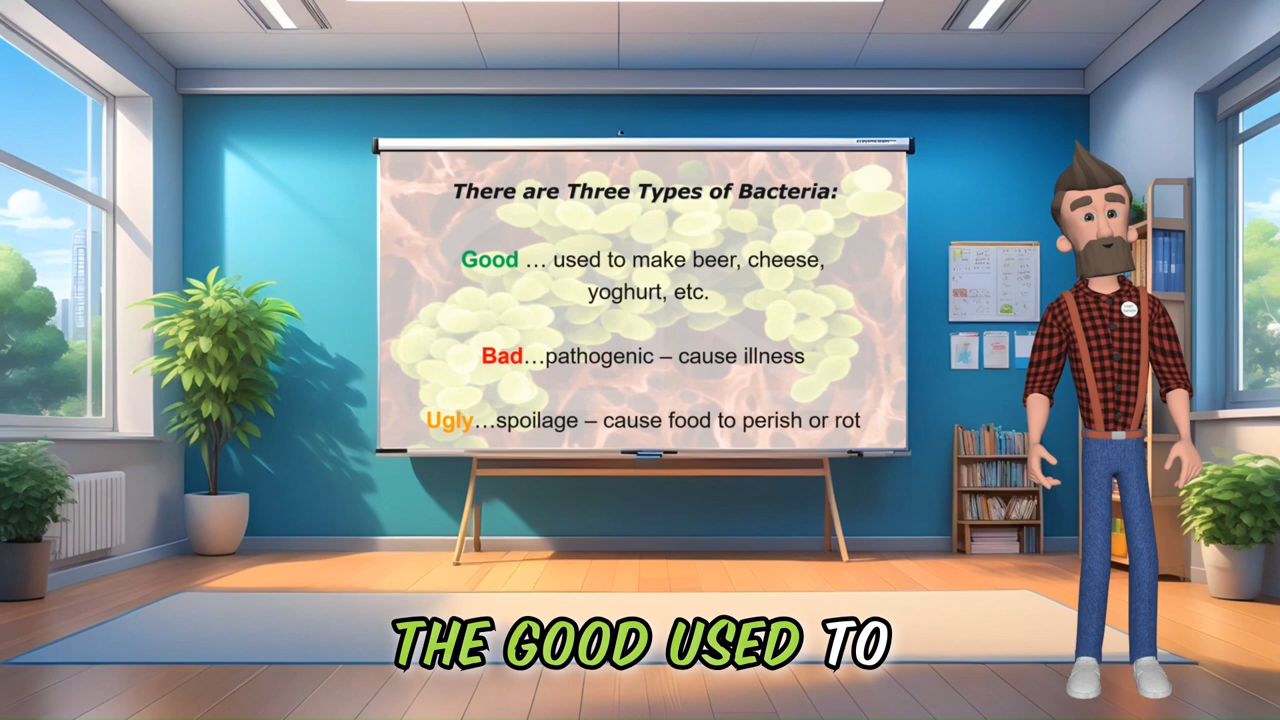 There are Three Types of Bacteria:
Good … used to make beer, cheese,
yoghurt, etc.
Bad…pathogenic – cause illness
Ugly…spoilage – cause food to perish or rot
THE GOOD USED TO